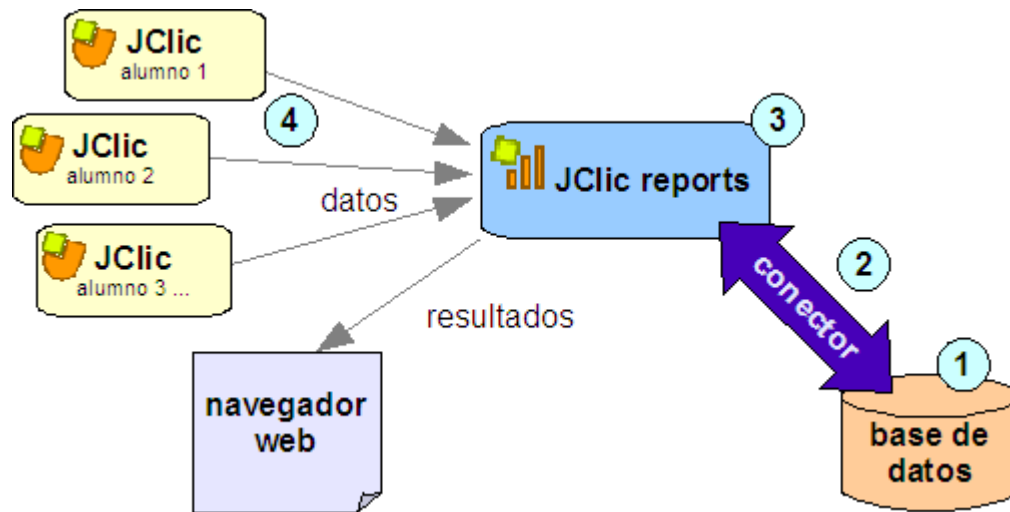 JClic
alumno 1
4
3
JClic
alumno 2
JClic reports
datos
JClic
alumno 3 ...
2
conector
resultados
1
navegador
web
base de
datos